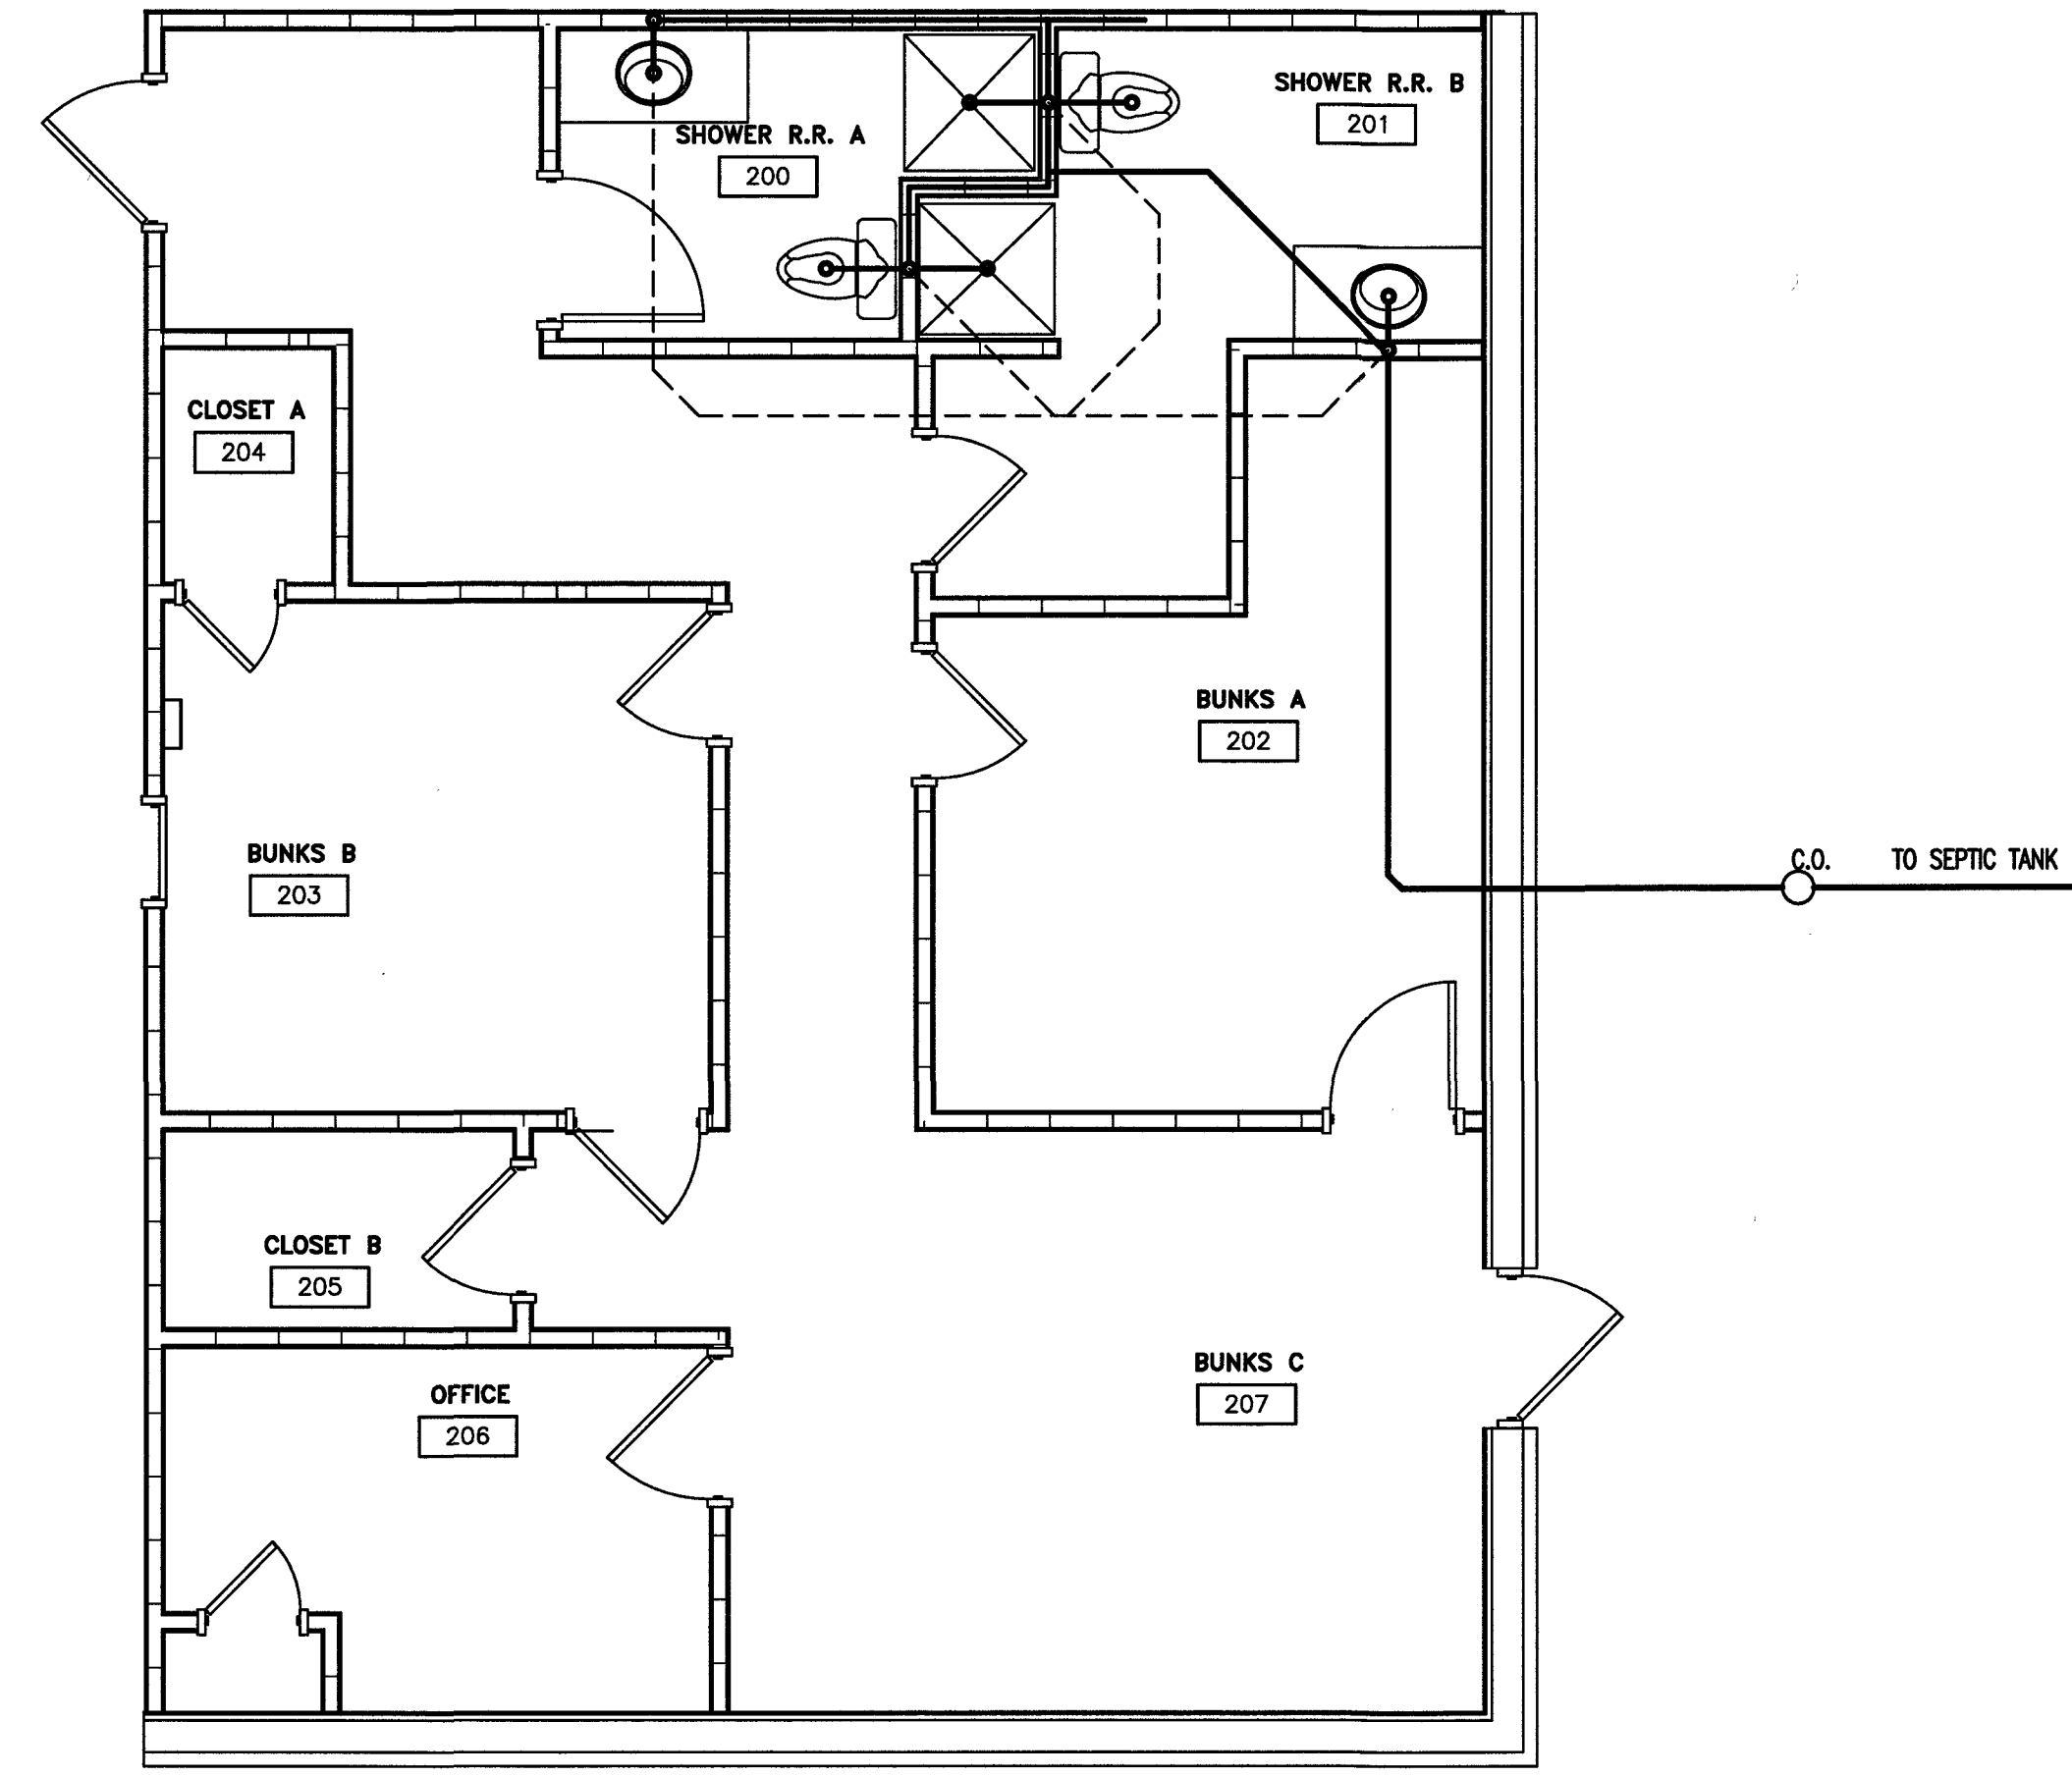 SHOWER R.R. A
200
SHOWER R.R. B
201
CLOSET A
204
BUNKS A
202
BUNKS B
203
C.O.
TO SEPTIC TANK
CLOSET B
205
BUNKS C
207
OFFICE
206